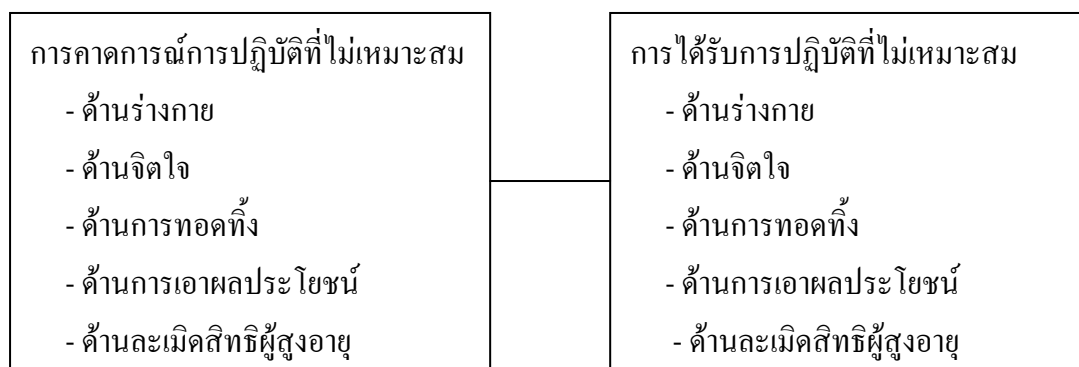 การคาดการณ์การปฏิบัติที่ไม่เหมาะสม
- ด้านร่างกาย
- ด้านจิตใจ
- ด้านการทอดทิ้ง
- ด้านการเอาผลประโยชน์
- ด้านละเมิดสิทธิผู้สูงอายุ
การได้รับการปฏิบัติที่ไม่เหมาะสม
- ด้านร่างกาย
- ด้านจิตใจ
- ด้านการทอดทิ้ง
- ด้านการเอาผลประโยชน์
- ด้านละเมิดสิทธิผู้สูงอายุ